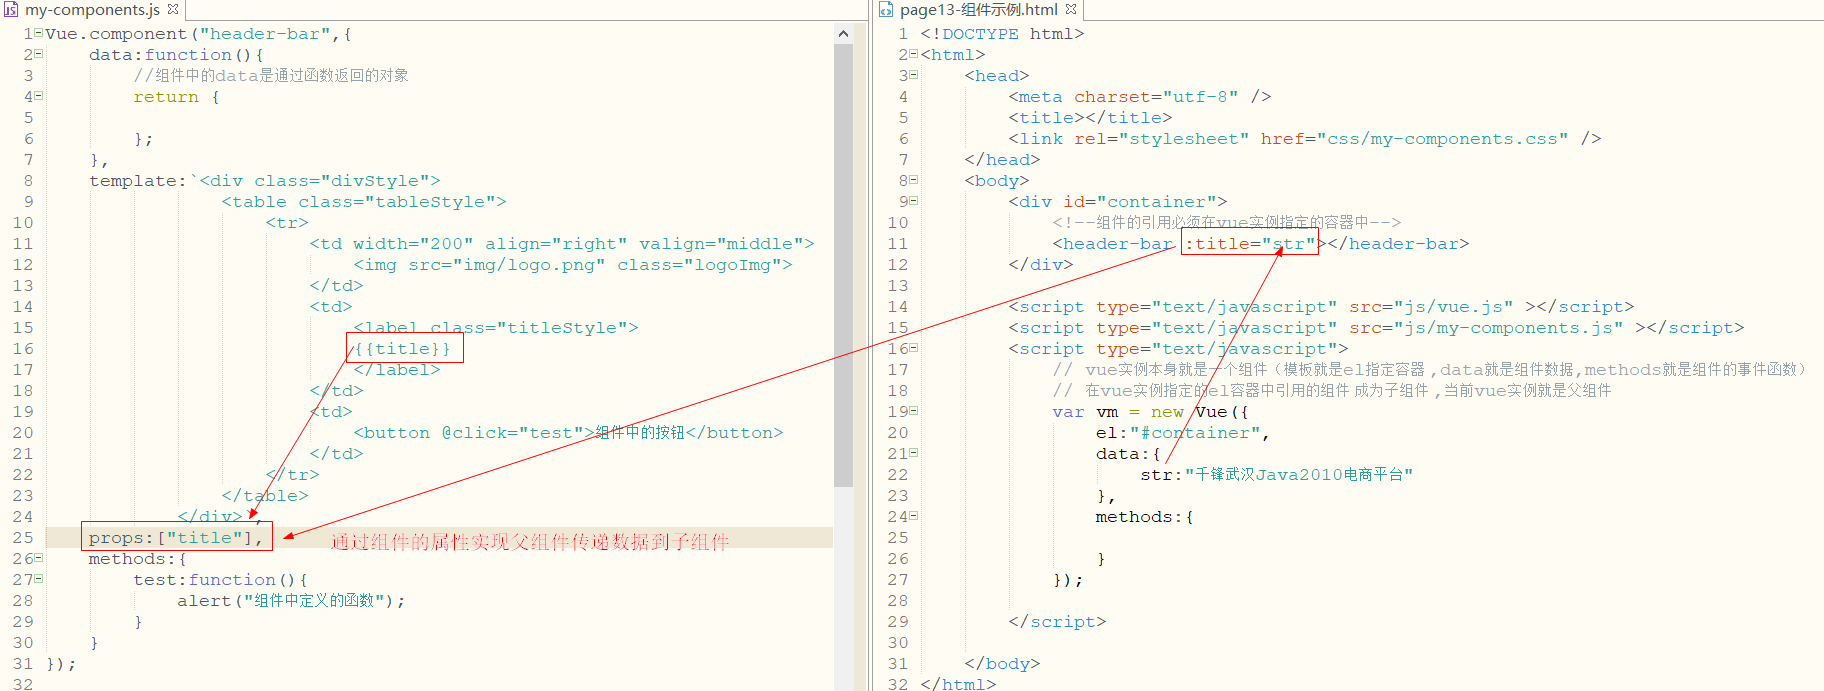 my-components.js
1 Vue.component("header-bar",{
2 data:function(){
3 //组件中的data是通过函数返回的对象
4 return {
5
6 };
7 },
8 template:`<div class="divStyle">
9 <table class="tableStyle">
10 <tr>
11 <td width="200" align="right" valign="middle">
12 <img src="img/logo.png" class="logoImg">
13 </td>
14 <td>
15 <label class="titleStyle">
16 {{title}}
17 </label>
18 </td>
19 <td>
20 <button @click="test">组件中的按钮</button>
21 </td>
22 </tr>
23 </table>
24 </div>`,
25 props:["title"],
通过组件的属性实现父组件传递数据到子组件
26 methods:{
27 test:function(){
28 alert("组件中定义的函数");
29 }
30 }
31 });
32
page13-组件示例.html
1 <!DOCTYPE html>
2 <html>
3 <head>
4 <meta charset="utf-8" />
5 <title></title>
6 <link rel="stylesheet" href="css/my-components.css" />
7 </head>
8 <body>
9 <div id="container">
10 <!--组件的引用必须在vue实例指定的容器中-->
11 <header-bar :title="str"></header-bar>
12 </div>
13
14 <script type="text/javascript" src="js/vue.js" ></script>
15 <script type="text/javascript" src="js/my-components.js" ></script>
16 <script type="text/javascript">
17 // vue实例本身就是一个组件（模板就是el指定容器,data就是组件数据,methods就是组件的事件函数）
18 // 在vue实例指定的el容器中引用的组件 成为子组件,当前vue实例就是父组件
19 var vm = new Vue({
20 el:"#container",
21 data:{
22 str:"千锋武汉Java2010电商平台"
23 },
24 methods:{
25
26 }
27 });
28
29 </script>
30
31 </body>
32 </html>